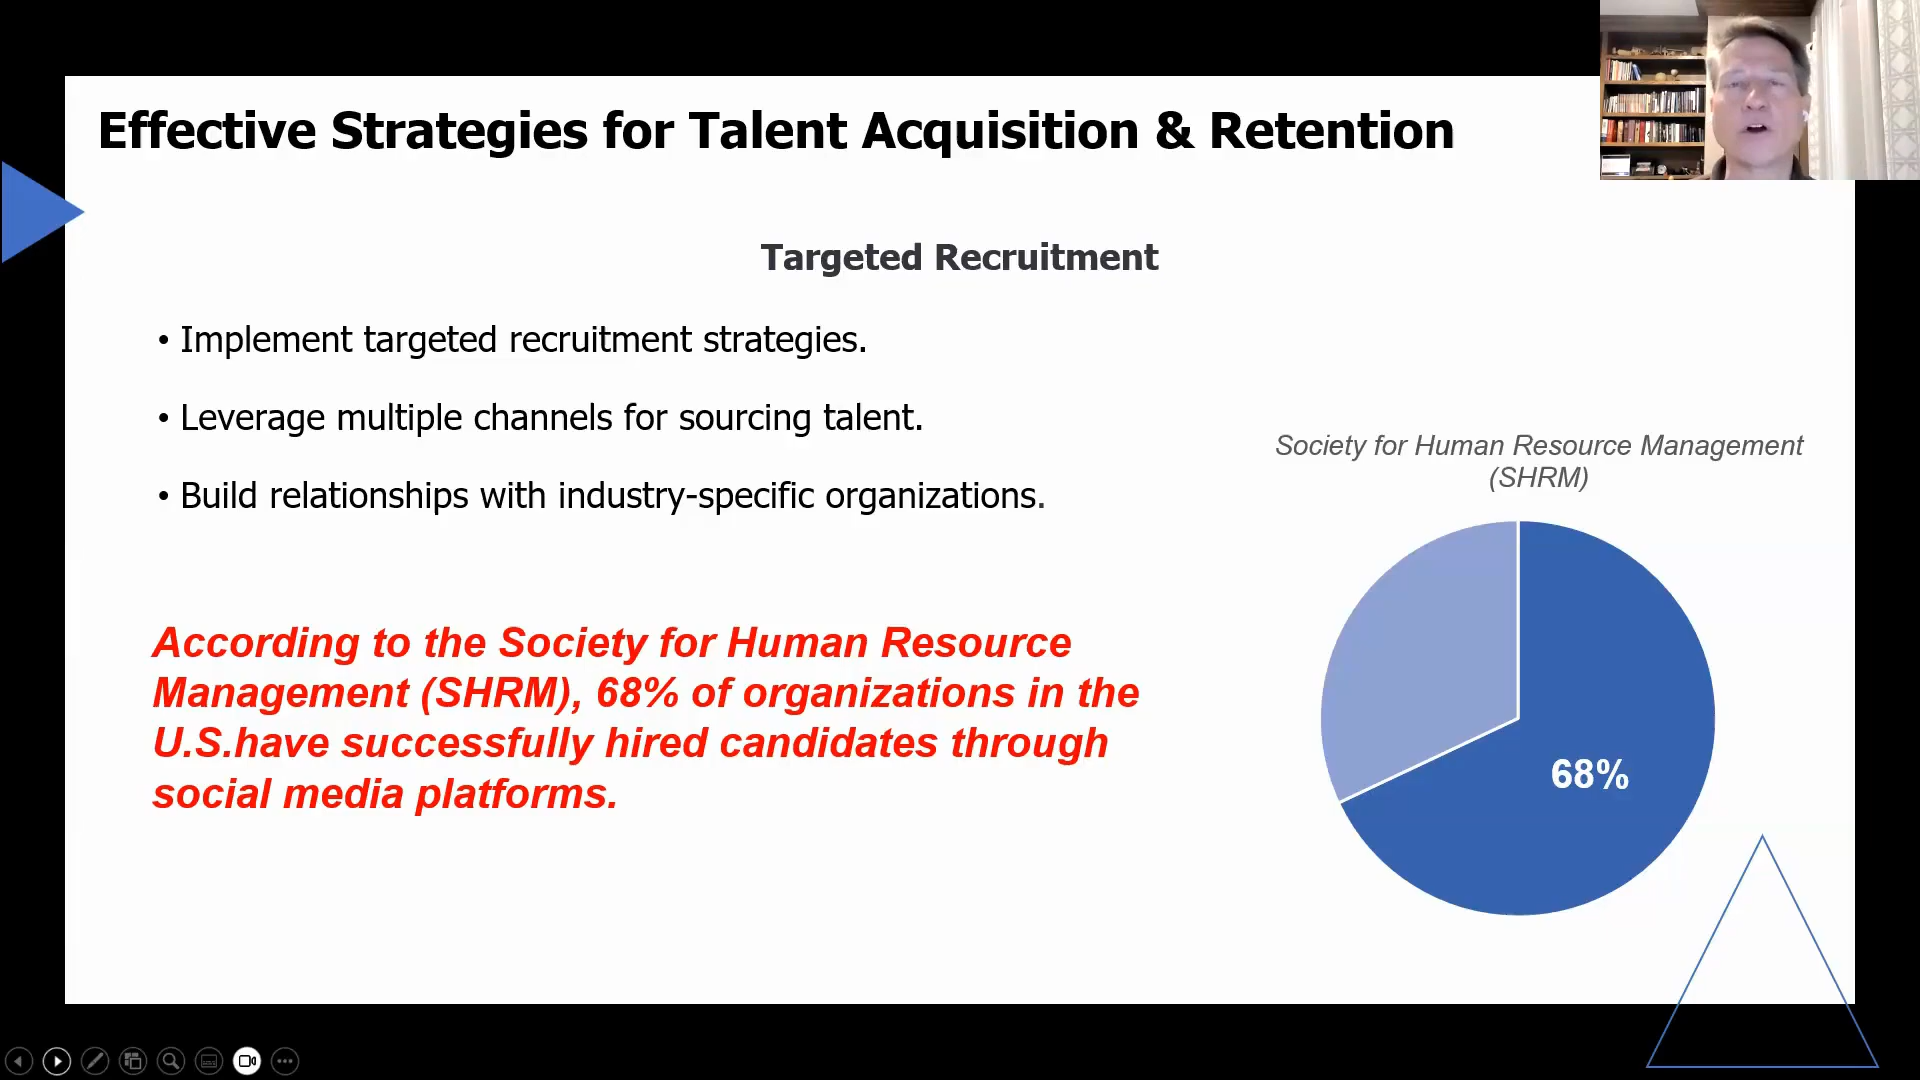 Effective Strategies for Talent Acquisition & Retention
Targeted Recruitment
• Implement targeted recruitment strategies.
• Leverage multiple channels for sourcing talent.
• Build relationships with industry-specific organizations.
According to the Society for Human Resource
Management (SHRM), 68% of organizations in the
U.S.have successfully hired candidates through
social media platforms.
Society for Human Resource Management
(SHRM)
68%